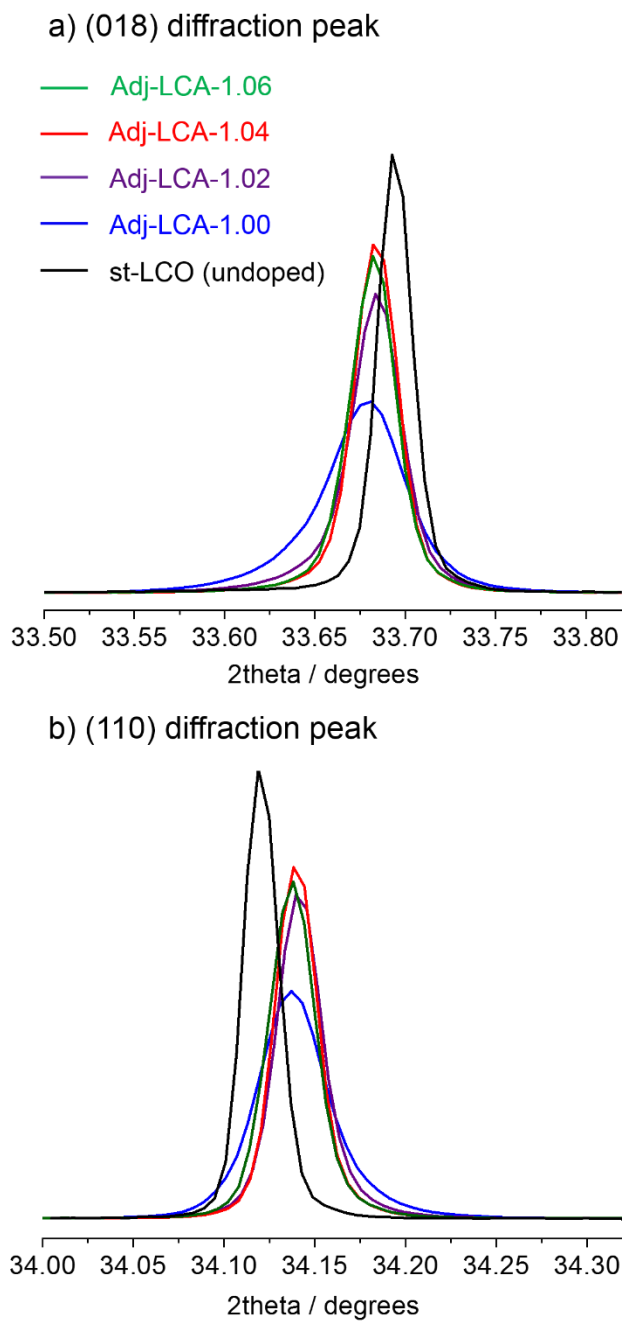 a) (018) diffraction peak
Adj-LCA-1.06
Adj-LCA-1.04
Adj-LCA-1.02
Adj-LCA-1.00
st-LCO (undoped)
33.50 33.55 33.60 33.65 33.70 33.75 33.80
2theta / degrees
b) (110) diffraction peak
34.00 34.05 34.10 34.15 34.20 34.25 34.30
2theta / degrees